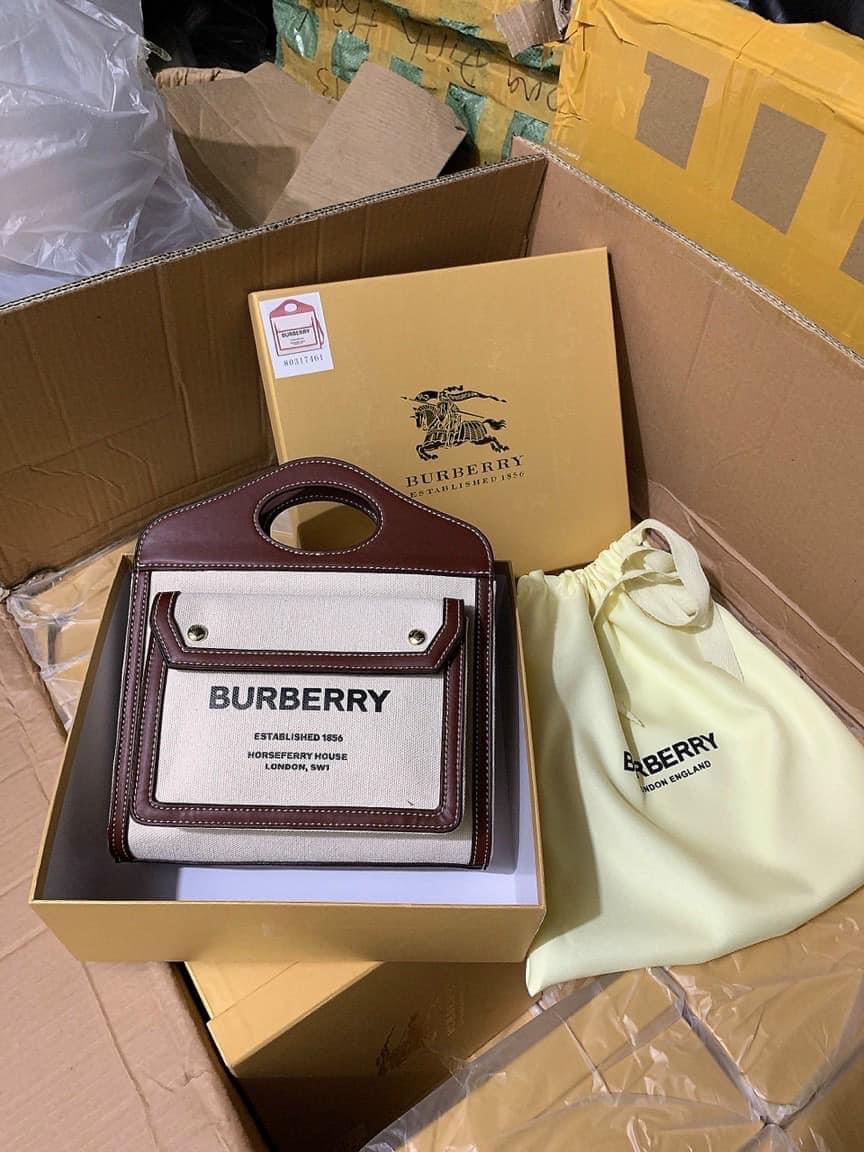 BURBERRY
80317461
BURBERRY
ESTABLISHED 1856
BURBERRY
ESTABLISHED 1856
HORSEFERRY HOUSE
LONDON, SW1
BURBERRY
LONDON ENGLAND